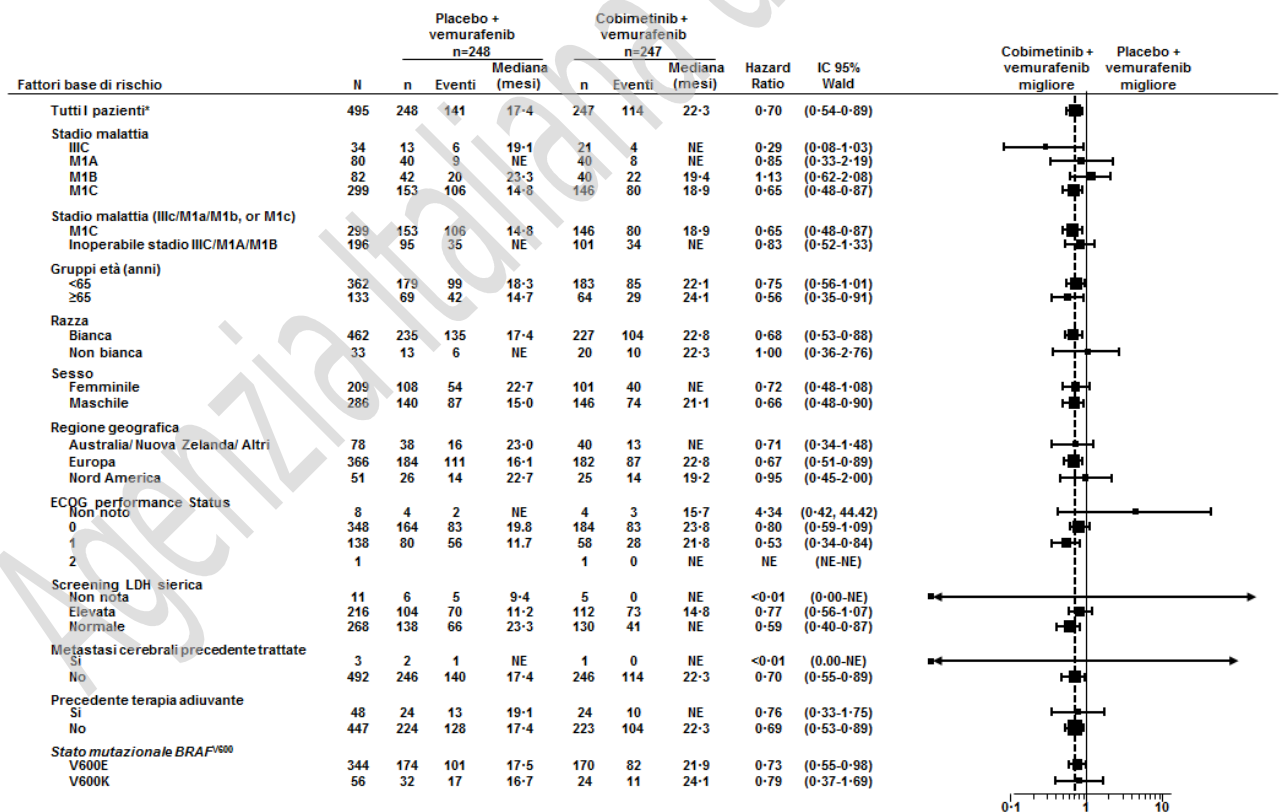 Placebo + vemurafenib n=248 Cobimetinib + vemurafenib n=247
Cobimetinib + vemurafenib migliore Placebo + vemurafenib migliore
Fattori base di rischio N n Eventi Mediana (mesi) n Eventi Mediana (mesi) Hazard Ratio IC 95% Wald
Tutti I pazienti* 495 248 141 17·4 247 114 22·3 0·70 (0·54-0·89)
Stadio malattia
IIIC 34 13 6 19·1 21 4 NE 0·29 (0·08-1·03)
M1A 80 40 9 NE 40 8 NE 0·85 (0·33-2·19)
M1B 82 42 20 23·3 40 22 19·4 1·13 (0·62-2·08)
M1C 299 153 106 14·8 146 80 18·9 0·65 (0·48-0·87)
Stadio malattia (IIIc/M1a/M1b, or M1c)
M1C 299 153 106 14·8 146 80 18·9 0·65 (0·48-0·87)
Inoperabile stadio IIIC/M1A/M1B 196 95 35 NE 101 34 NE 0·83 (0·52-1·33)
Gruppi età (anni)
<65 362 179 99 18·3 183 85 22·1 0·75 (0·56-1·01)
≥65 133 69 42 14·7 64 29 24·1 0·56 (0·35-0·91)
Razza
Bianca 462 235 135 17·4 227 104 22·8 0·68 (0·53-0·88)
Non bianca 33 13 6 NE 20 10 22·3 1·00 (0·36-2·76)
Sesso
Femminile 209 108 54 22·7 101 40 NE 0·72 (0·48-1·08)
Maschile 286 140 87 15·0 146 74 21·1 0·66 (0·48-0·90)
Regione geografica
Australia/ Nuova Zelanda/ Altri 78 38 16 23·0 40 13 NE 0·71 (0·34-1·48)
Europa 366 184 111 16·1 182 87 22·8 0·67 (0·51-0·89)
Nord America 51 26 14 22·7 25 14 19·2 0·95 (0·45-2·00)
ECOG performance Status
Non noto 8 4 2 NE 4 3 15·7 4·34 (0·42, 44.42)
0 348 164 83 19.8 184 83 23·8 0·80 (0·59-1·09)
1 138 80 56 11.7 58 28 21·8 0·53 (0·34-0·84)
2 1 1 0 NE NE (NE-NE)
Screening LDH sierica
Non nota 11 6 5 9·4 5 0 NE <0·01 (0·00-NE)
Elevata 216 104 70 11·2 112 73 14·8 0·77 (0·56-1·07)
Normale 268 138 66 23·3 130 41 NE 0·59 (0·40-0·87)
Metastasi cerebrali precedente trattate
Si 3 2 1 NE 1 0 NE <0·01 (0.00-NE)
No 492 246 140 17·4 246 114 22·3 0·70 (0·55-0·89)
Precedente terapia adiuvante
Si 48 24 13 19·1 24 10 NE 0·76 (0·33-1·75)
No 447 224 128 17·4 223 104 22·3 0·69 (0·53-0·89)
Stato mutazionale BRAFV600
V600E 344 174 101 17·5 170 82 21·9 0·73 (0·55-0·98)
V600K 56 32 17 16·7 24 11 24·1 0·79 (0·37-1·69)
0·1 1 10
Agenzia Italiana d